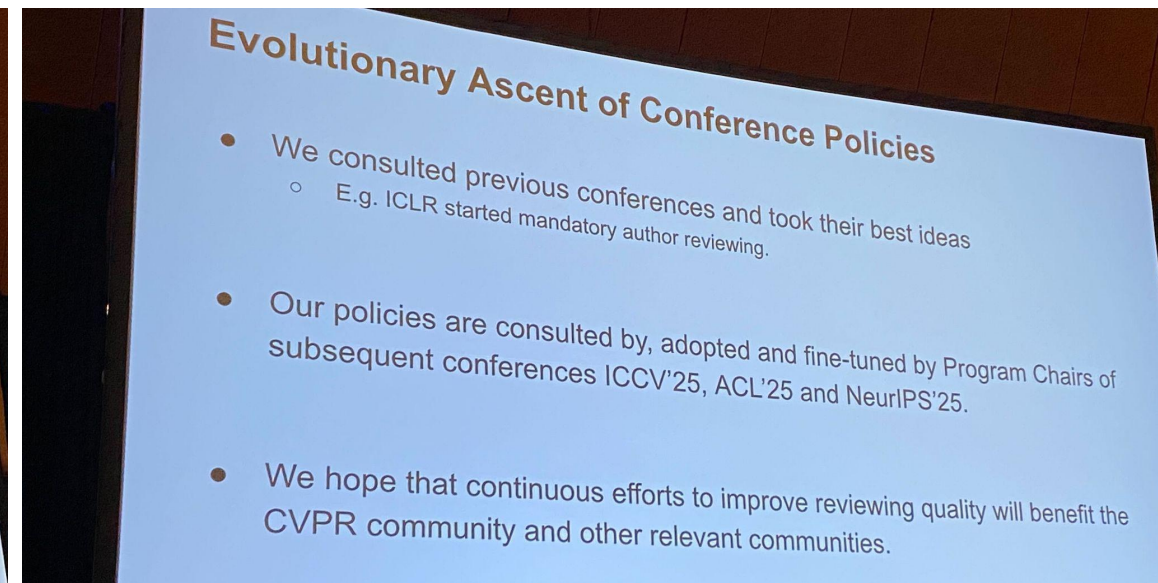 Evolutionary Ascent of Conference Policies
● We consulted previous conferences and took their best ideas
○ E.g. ICLR started mandatory author reviewing.
● Our policies are consulted by, adopted and fine-tuned by Program Chairs of
subsequent conferences ICCV'25, ACL'25 and NeurIPS'25.
● We hope that continuous efforts to improve reviewing quality will benefit the
CVPR community and other relevant communities.